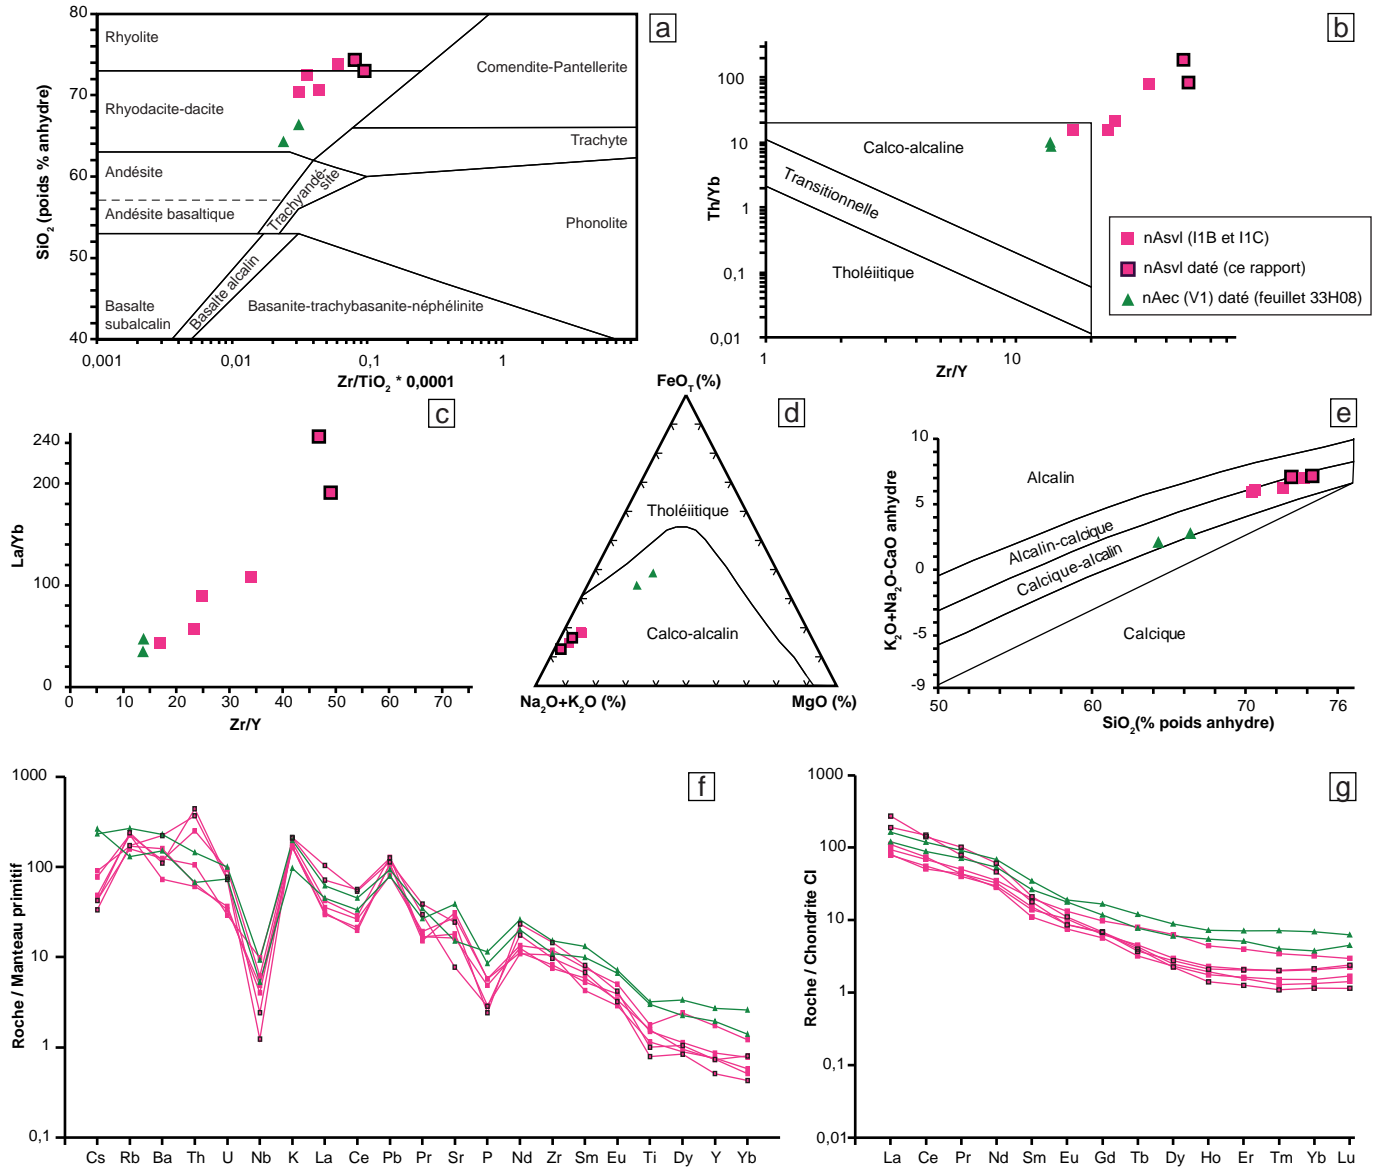 a
SiO2 (poids % anhydre)
80
70
60
50
40
Rhyolite
Comendite-Pantellerite
Rhyodacite-dacite
Trachyte
Andésite
Trachyandé-
site
Andésite basaltique
Phonolite
Basalte alcalin
Basanite-trachybasanite-néphélinite
Basalte
subalcalin
0,001
0,01
0,1
1
Zr/TiO2 * 0,0001
b
Th/Yb
100
10
1
0,1
0,01
Calco-alcaline
Transitionnelle
Tholéiitique
1
10
Zr/Y
nAsvl (I1B et I1C)
nAsvl daté (ce rapport)
nAec (V1) daté (feuillet 33H08)
c
La/Yb
240
200
100
0
0
10
20
30
40
50
60
70
Zr/Y
d
FeOT (%)
Tholéiitique
Calco-alcalin
Na2O+K2O (%)
MgO (%)
e
K2O+Na2O-CaO anhydre
10
5
0
-5
-9
Alcalin
Alcalin-calcique
Calcique-alcalin
Calcique
50
60
70
76
SiO2(% poids anhydre)
f
Roche / Manteau primitif
1000
100
10
1
0,1
Cs Rb Ba Th U Nb K La Ce Pb Pr Sr P Nd Zr Sm Eu Ti Dy Y Yb
g
Roche / Chondrite CI
1000
100
10
1
0,1
0,01
La Ce Pr Nd Sm Eu Gd Tb Dy Ho Er Tm Yb Lu